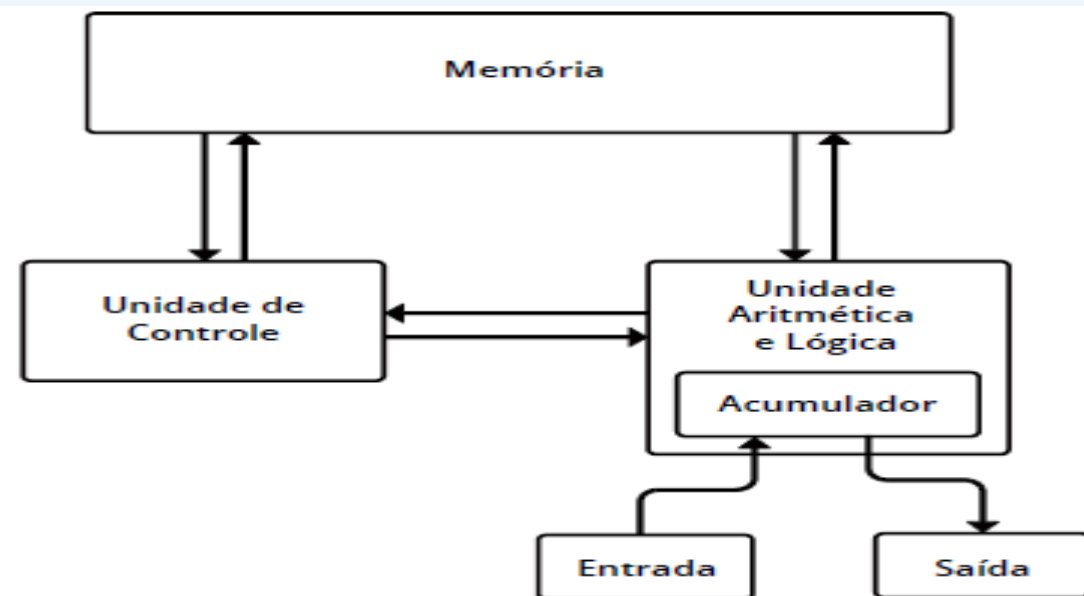 Memória
Unidade de
Controle
Unidade
Aritmética
e Lógica
Acumulador
Entrada
Saída